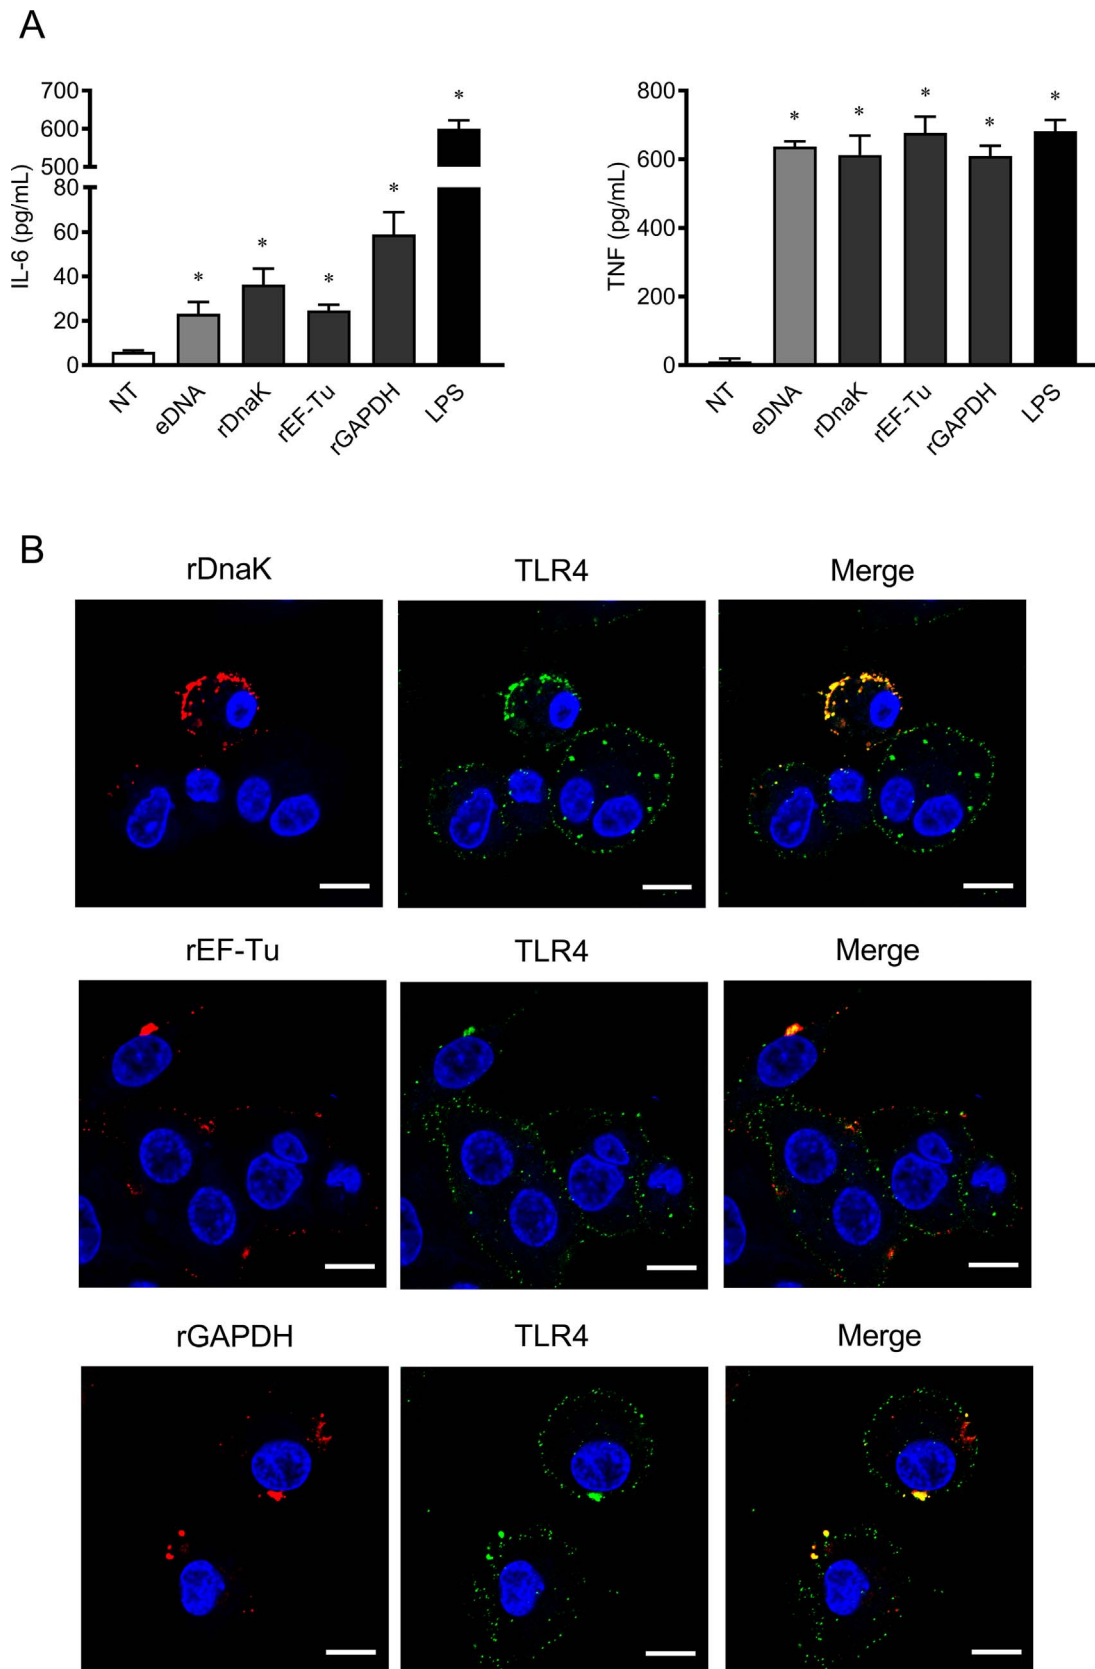 A
IL-6 (pg/mL)
700
600
500
80
60
40
20
0
*
*
*
*
*
NT
eDNA
rDnaK
rEF-Tu
rGAPDH
LPS
TNF (pg/mL)
800
600
400
200
0
*
*
*
*
*
NT
eDNA
rDnaK
rEF-Tu
rGAPDH
LPS
B
rDnaK TLR4 Merge
rEF-Tu TLR4 Merge
rGAPDH TLR4 Merge